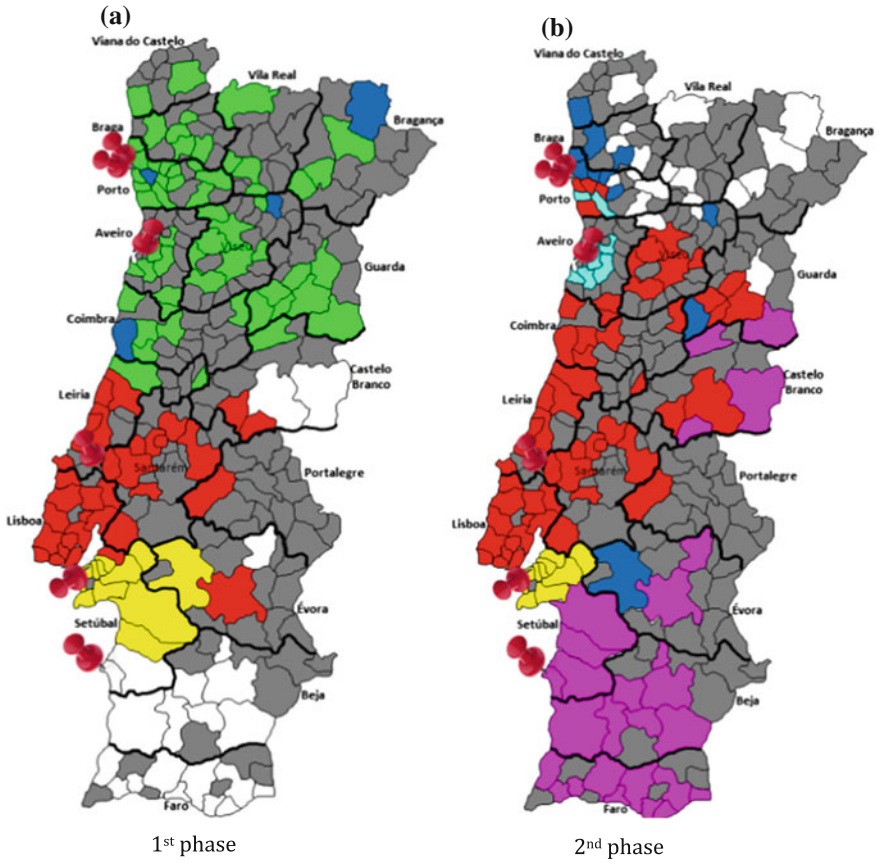 (a)
Viana do Castelo
Vila Real
Bragança
Braga
Porto
Aveiro
Viseu
Guarda
Coimbra
Castelo
Branco
Leiria
Santarém
Portalegre
Lisboa
Évora
Setúbal
Beja
Faro
1st phase
(b)
Viana do Castelo
Vila Real
Bragança
Braga
Porto
Aveiro
Viseu
Guarda
Coimbra
Castelo
Branco
Leiria
Santarém
Portalegre
Lisboa
Évora
Setúbal
Beja
Faro
2nd phase